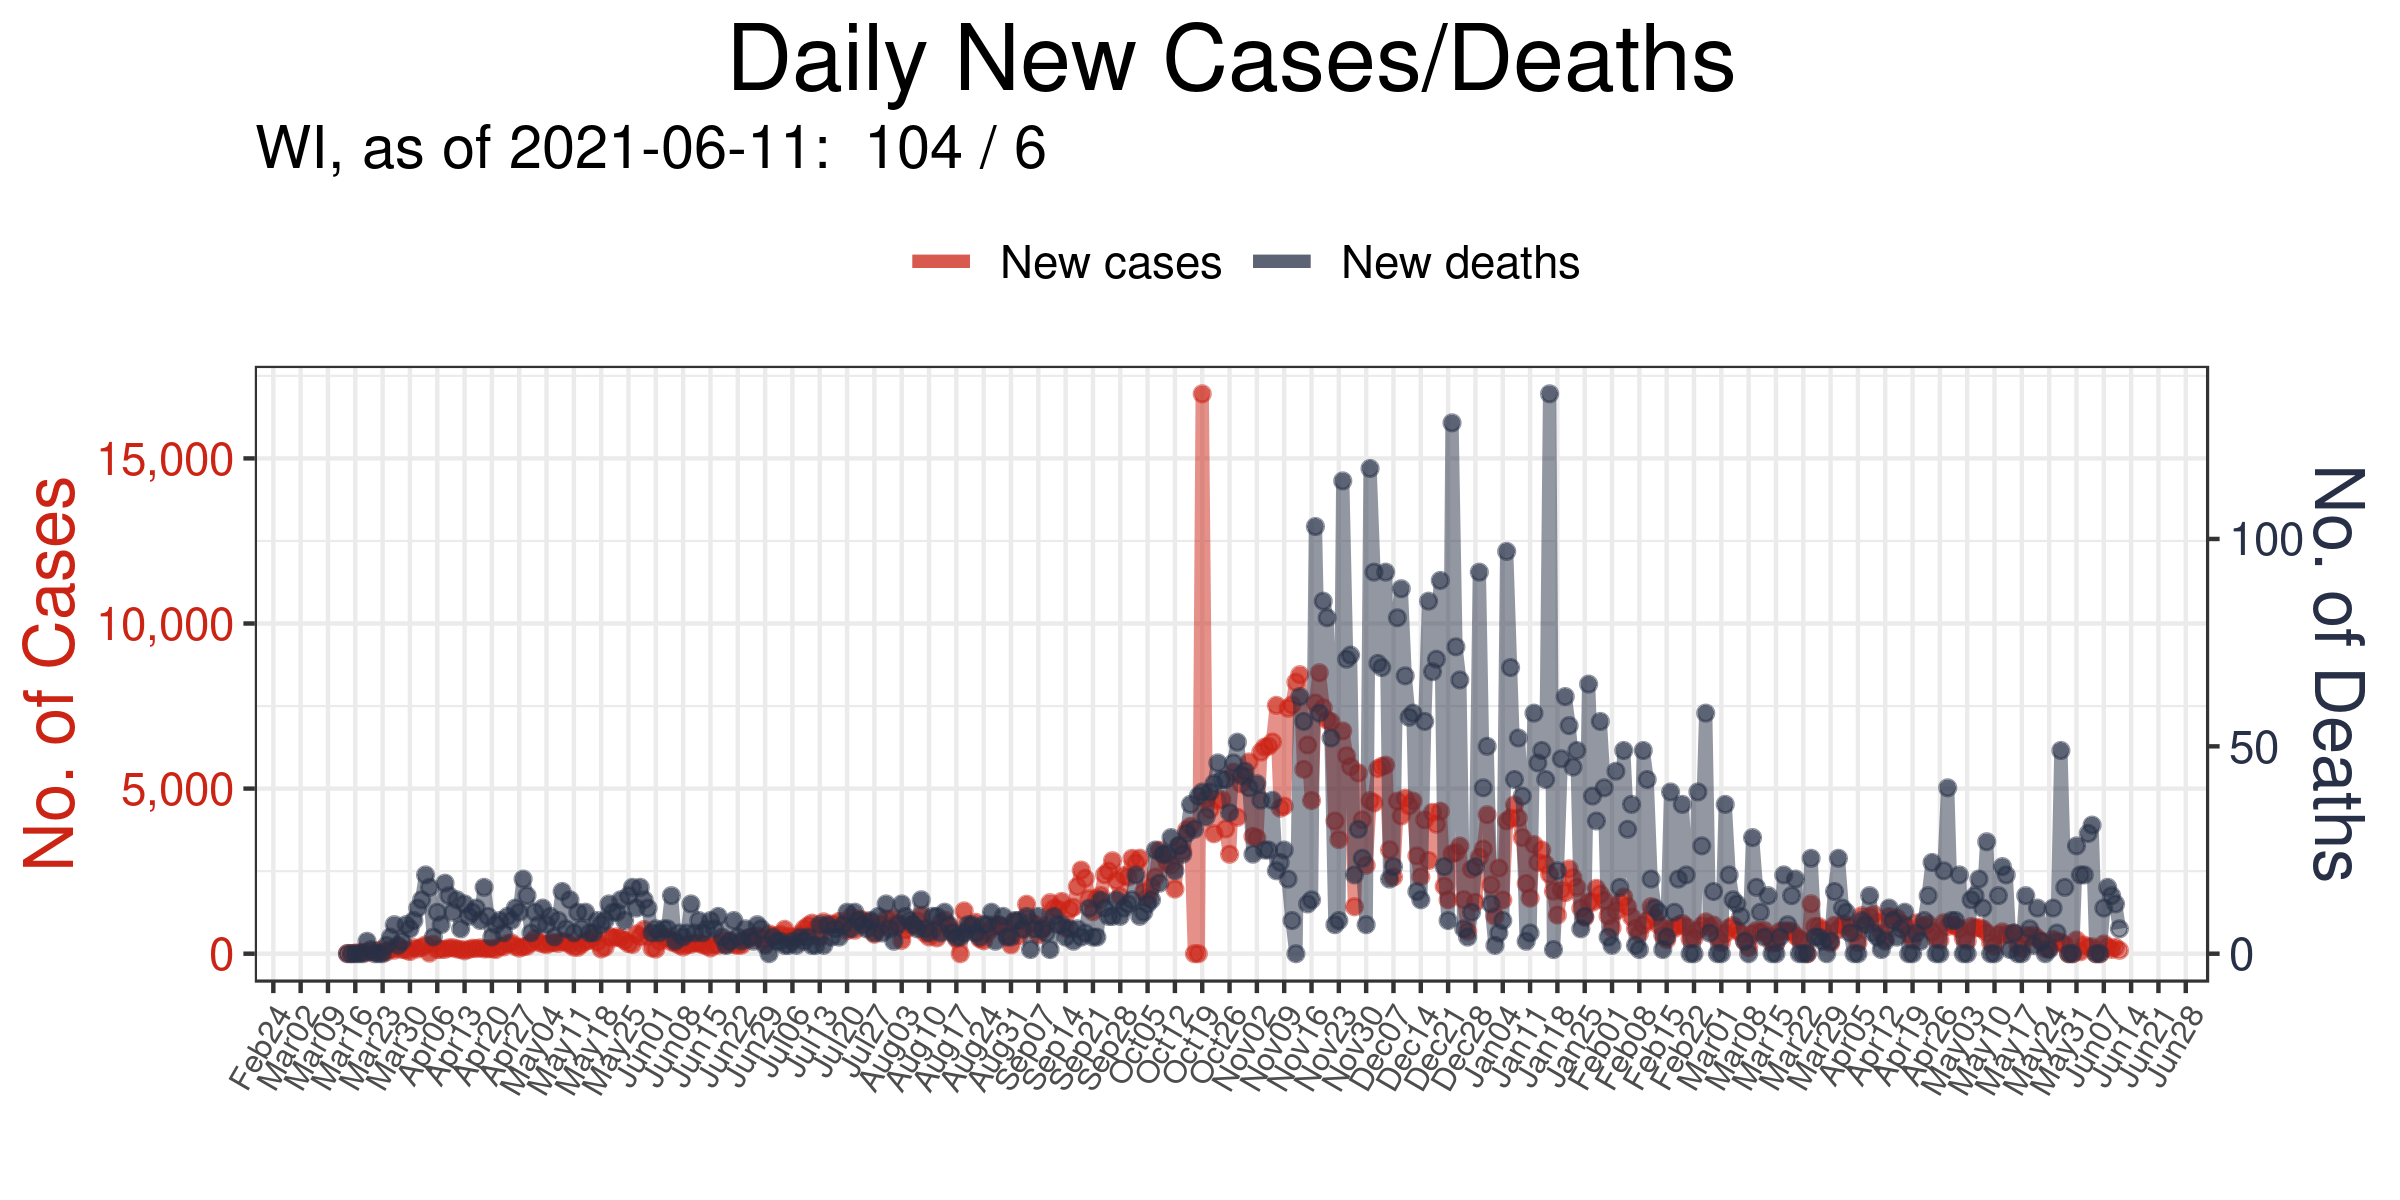 Daily New Cases/Deaths
WI, as of 2021-06-11:  104 / 6
New cases
New deaths
No. of Cases
15,000
10,000
5,000
0
100
50
0
No. of Deaths
Feb24
Mar02
Mar09
Mar16
Mar23
Mar30
Apr06
Apr13
Apr20
Apr27
May04
May11
May18
May25
Jun01
Jun08
Jun15
Jun22
Jun29
Jul06
Jul13
Jul20
Jul27
Aug03
Aug10
Aug17
Aug24
Aug31
Sep07
Sep14
Sep21
Sep28
Oct05
Oct12
Oct19
Oct26
Nov02
Nov09
Nov16
Nov23
Nov30
Dec07
Dec14
Dec21
Dec28
Jan04
Jan11
Jan18
Jan25
Feb01
Feb08
Feb15
Feb22
Mar01
Mar08
Mar15
Mar22
Mar29
Apr05
Apr12
Apr19
Apr26
May03
May10
May17
May24
May31
Jun07
Jun14
Jun21
Jun28